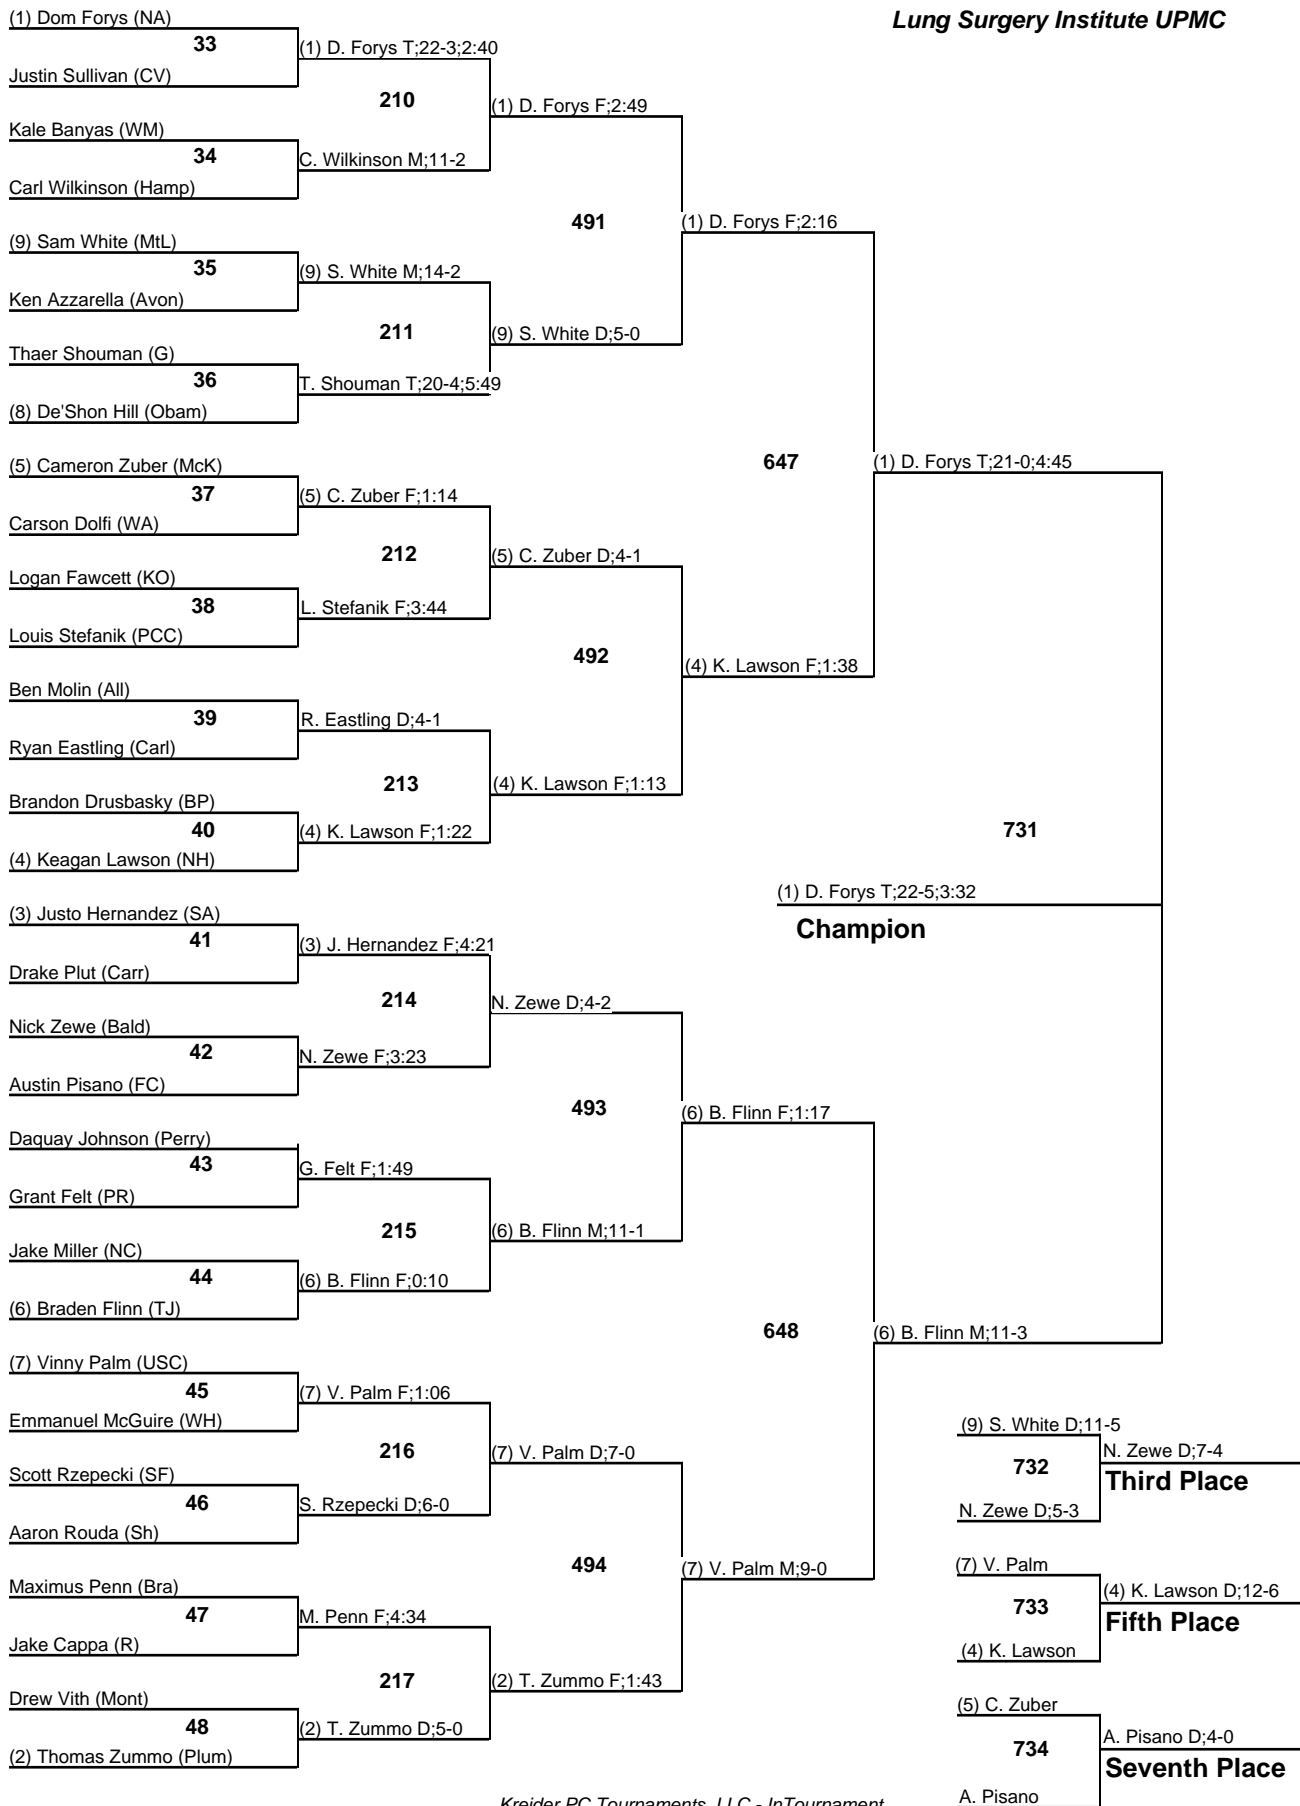 (1) Dom Forys (NA)
Lung Surgery Institute UPMC
33
(1) D. Forys T;22-3;2:40
Justin Sullivan (CV)
210
(1) D. Forys F;2:49
Kale Banyas (WM)
34
C. Wilkinson M;11-2
Carl Wilkinson (Hamp)
491
(1) D. Forys F;2:16
(9) Sam White (MtL)
35
(9) S. White M;14-2
Ken Azzarella (Avon)
211
(9) S. White D;5-0
Thaer Shouman (G)
36
T. Shouman T;20-4;5:49
(8) De'Shon Hill (Obam)
647
(1) D. Forys T;21-0;4:45
(5) Cameron Zuber (McK)
37
(5) C. Zuber F;1:14
Carson Dolfi (WA)
212
(5) C. Zuber D;4-1
Logan Fawcett (KO)
38
L. Stefanik F;3:44
Louis Stefanik (PCC)
492
(4) K. Lawson F;1:38
Ben Molin (All)
39
R. Eastling D;4-1
Ryan Eastling (Carl)
213
(4) K. Lawson F;1:13
Brandon Drusbasky (BP)
40
(4) K. Lawson F;1:22
(4) Keagan Lawson (NH)
731
(1) D. Forys T;22-5;3:32
Champion
(3) Justo Hernandez (SA)
41
(3) J. Hernandez F;4:21
Drake Plut (Carr)
214
N. Zewe D;4-2
Nick Zewe (Bald)
42
N. Zewe F;3:23
Austin Pisano (FC)
493
(6) B. Flinn F;1:17
Daquay Johnson (Perry)
43
G. Felt F;1:49
Grant Felt (PR)
215
(6) B. Flinn M;11-1
Jake Miller (NC)
44
(6) B. Flinn F;0:10
(6) Braden Flinn (TJ)
648
(6) B. Flinn M;11-3
(7) Vinny Palm (USC)
45
(7) V. Palm F;1:06
Emmanuel McGuire (WH)
216
(7) V. Palm D;7-0
Scott Rzepecki (SF)
46
S. Rzepecki D;6-0
Aaron Rouda (Sh)
494
(7) V. Palm M;9-0
Maximus Penn (Bra)
47
M. Penn F;4:34
Jake Cappa (R)
217
(2) T. Zummo F;1:43
Drew Vith (Mont)
48
(2) T. Zummo D;5-0
(2) Thomas Zummo (Plum)
(9) S. White D;11-5
732
N. Zewe D;7-4
Third Place
N. Zewe D;5-3
(7) V. Palm
733
(4) K. Lawson D;12-6
Fifth Place
(4) K. Lawson
(5) C. Zuber
734
A. Pisano D;4-0
Seventh Place
A. Pisano
Kreider PC Tournaments, LLC - InTournament